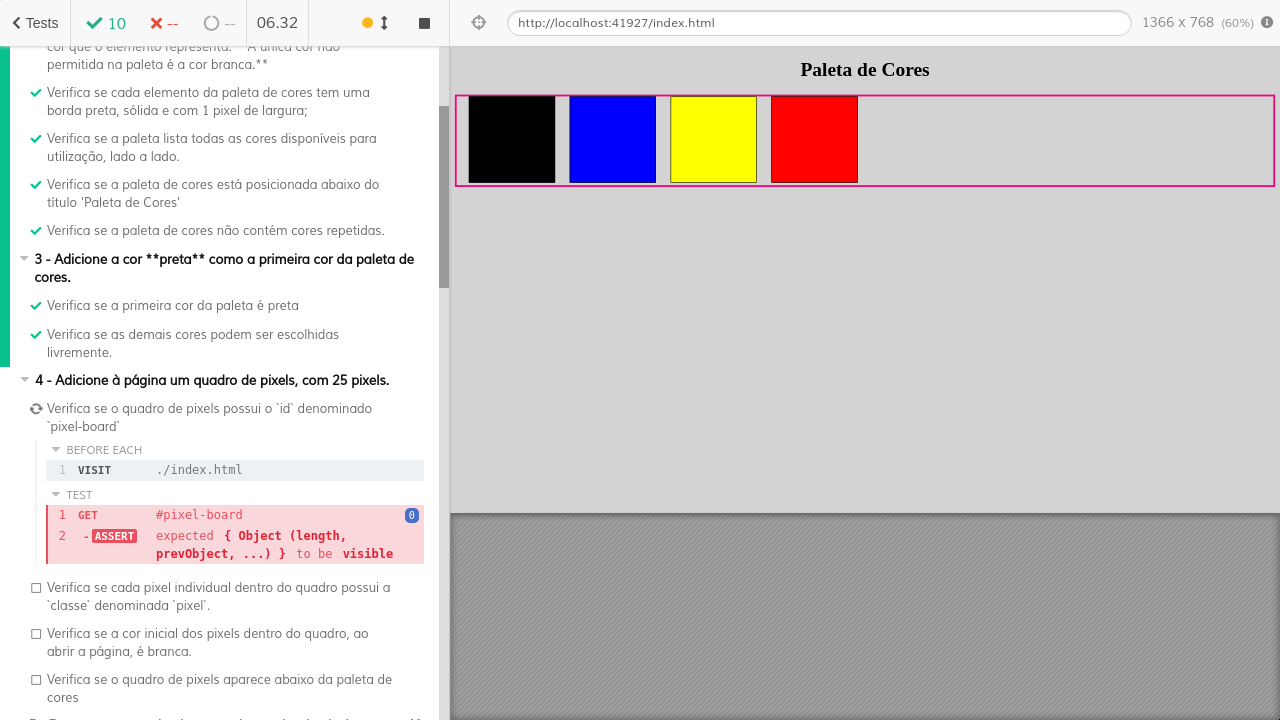 Tests
10
--
--
06.32
http://localhost:41927/index.html
1366 x 768 (60%)
cor que o elemento representa. **A única cor não
permitida na paleta é a cor branca.**
Verifica se cada elemento da paleta de cores tem uma
borda preta, sólida e com 1 pixel de largura;
Verifica se a paleta lista todas as cores disponíveis para
utilização, lado a lado.
Verifica se a paleta de cores está posicionada abaixo do
título 'Paleta de Cores'
Verifica se a paleta de cores não contém cores repetidas.
3 - Adicione a cor **preta** como a primeira cor da paleta de
cores.
Verifica se a primeira cor da paleta é preta
Verifica se as demais cores podem ser escolhidas
livremente.
4 - Adicione à página um quadro de pixels, com 25 pixels.
Verifica se o quadro de pixels possui o `id` denominado
`pixel-board`
BEFORE EACH
1 VISIT ./index.html
TEST
1 GET #pixel-board 0
2 -ASSERT expected { Object (length,
prevObject, ...) } to be visible
Verifica se cada pixel individual dentro do quadro possui a
`classe` denominada `pixel`.
Verifica se a cor inicial dos pixels dentro do quadro, ao
abrir a página, é branca.
Verifica se o quadro de pixels aparece abaixo da paleta de
cores
Paleta de Cores